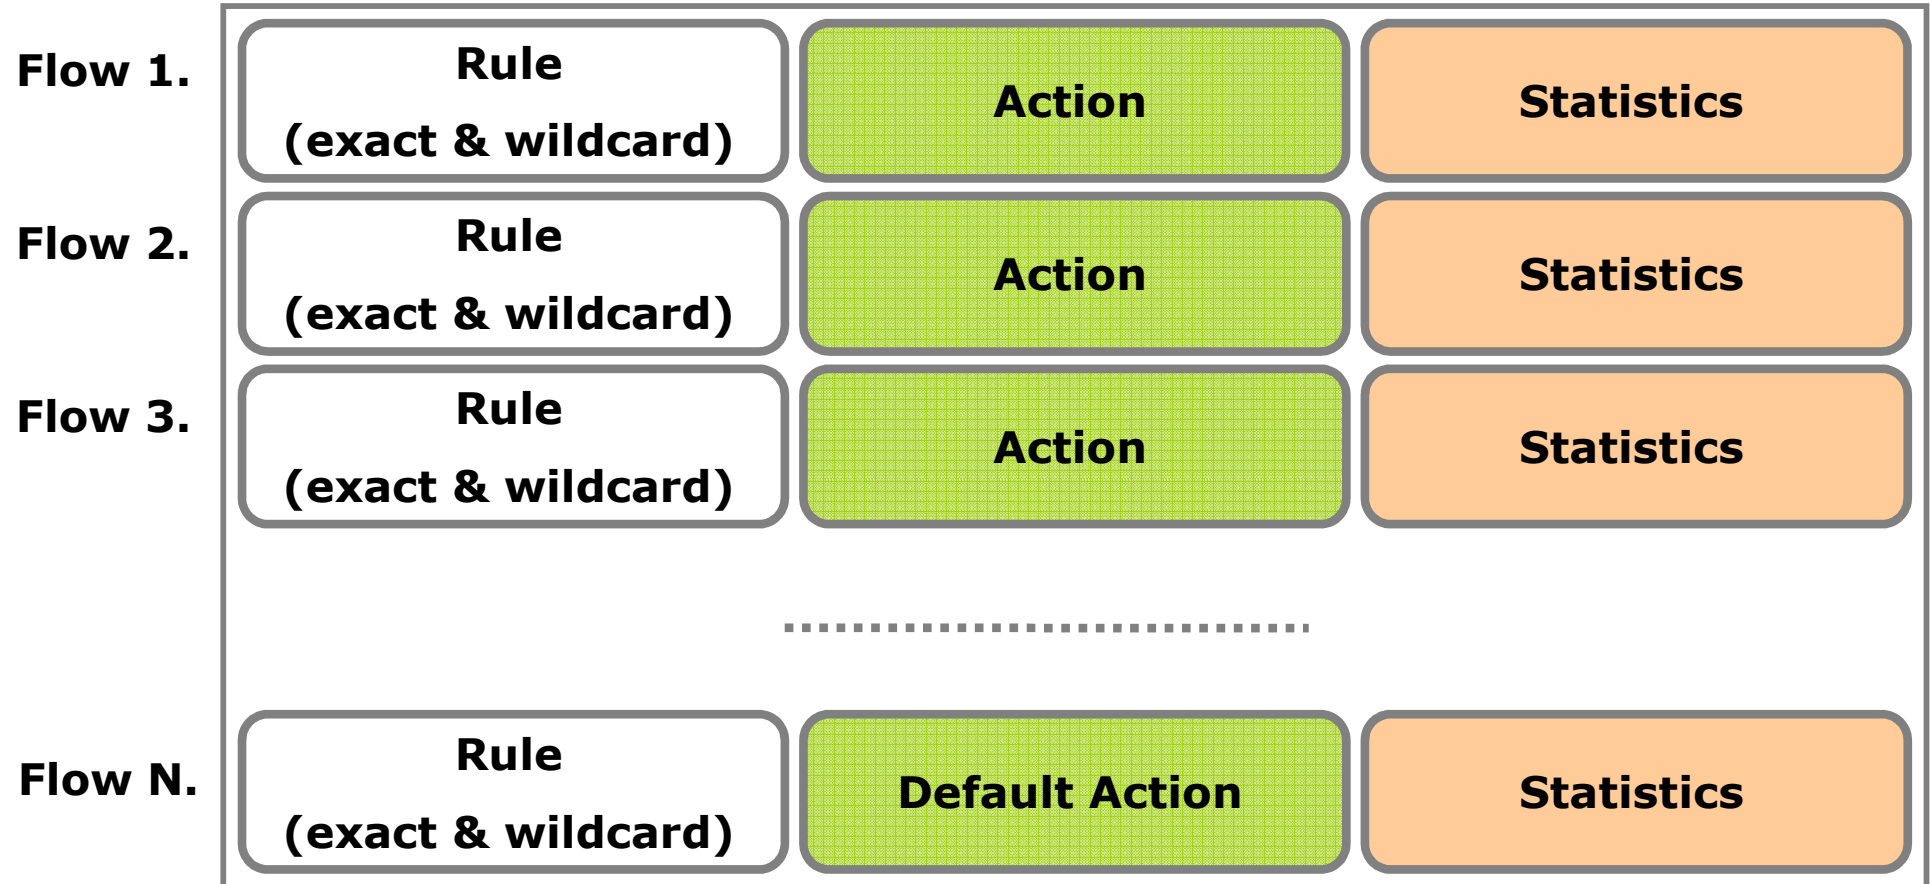 Flow 1.
Rule
(exact & wildcard)
Action
Statistics
Flow 2.
Rule
(exact & wildcard)
Action
Statistics
Flow 3.
Rule
(exact & wildcard)
Action
Statistics
Flow N.
Rule
(exact & wildcard)
Default Action
Statistics